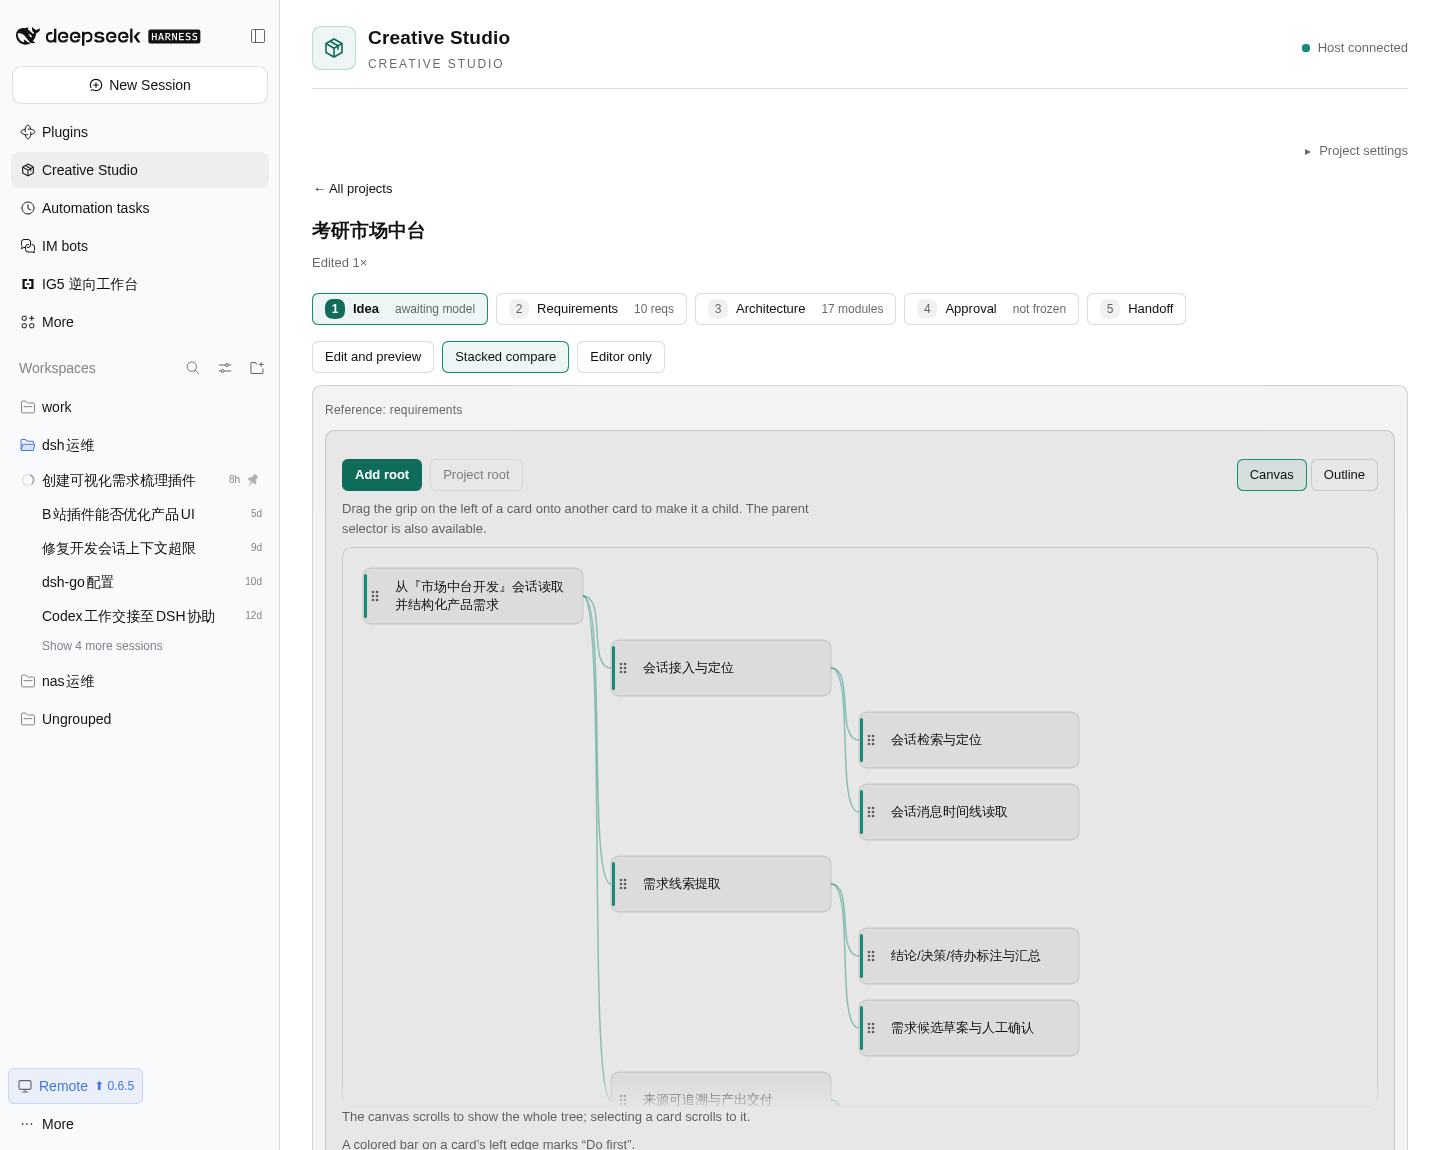 deepseek HARNESS
New Session
Plugins
Creative Studio
Automation tasks
IM bots
IG5 逆向工作台
More
Workspaces
work
dsh运维
创建可视化需求梳理插件 8h
B站插件能否优化产品UI 5d
修复开发会话上下文超限 9d
dsh-go配置 10d
Codex工作交接至DSH协助 12d
Show 4 more sessions
nas运维
Ungrouped
Remote ⬆ 0.6.5
More
Creative Studio
CREATIVE STUDIO
Host connected
▸ Project settings
← All projects
考研市场中台
Edited 1×
1 Idea awaiting model
2 Requirements 10 reqs
3 Architecture 17 modules
4 Approval not frozen
5 Handoff
Edit and preview
Stacked compare
Editor only
Reference: requirements
Add root
Project root
Canvas
Outline
Drag the grip on the left of a card onto another card to make it a child. The parent
selector is also available.
从『市场中台开发』会话读取
并结构化产品需求
会话接入与定位
会话检索与定位
会话消息时间线读取
需求线索提取
结论/决策/待办标注与汇总
需求候选草案与人工确认
来源可追溯与产出交付
The canvas scrolls to show the whole tree; selecting a card scrolls to it.
A colored bar on a card's left edge marks “Do first”.